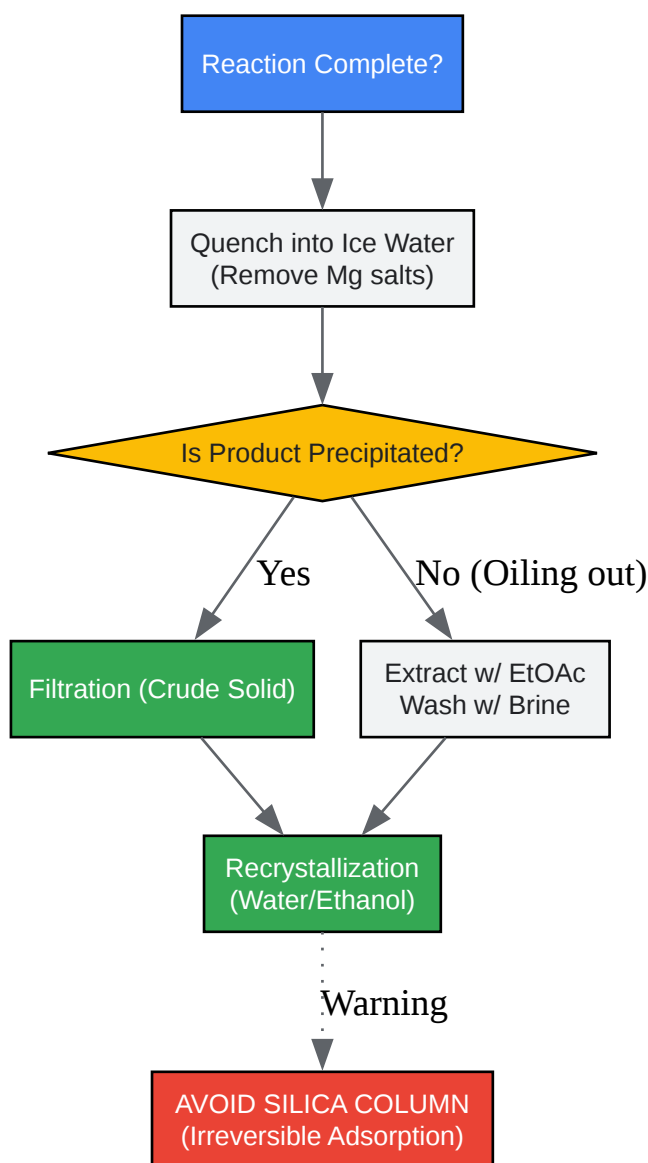 Reaction Complete?
Quench into Ice Water
(Remove Mg salts)
Is Product Precipitated?
Yes
No (Oiling out)
Filtration (Crude Solid)
Extract w/ EtOAc
Wash w/ Brine
Recrystallization
(Water/Ethanol)
Warning
AVOID SILICA COLUMN
(Irreversible Adsorption)